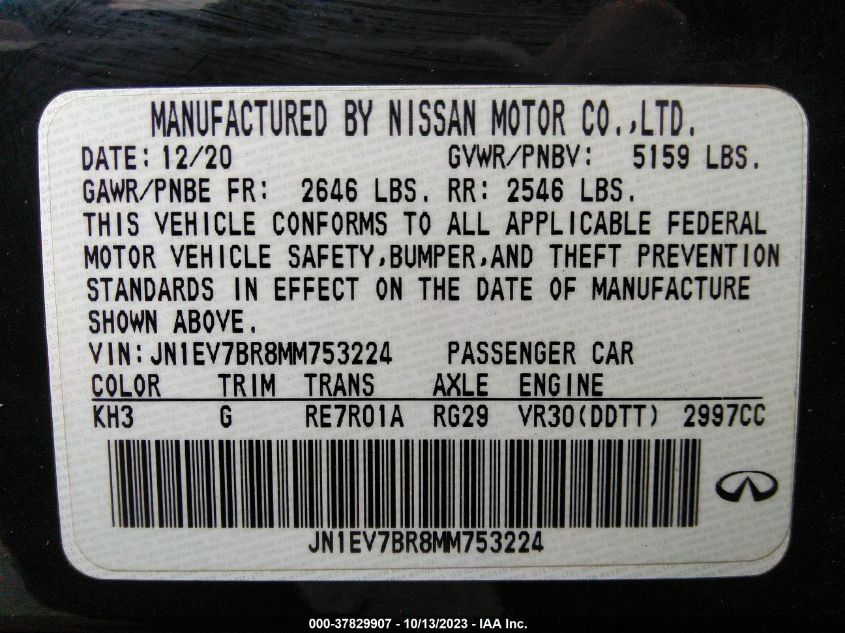 MANUFACTURED BY NISSAN MOTOR CO.,LTD.
DATE: 12/20 GVWR/PNBV: 5159 LBS.
GAWR/PNBE FR: 2646 LBS. RR: 2546 LBS.
THIS VEHICLE CONFORMS TO ALL APPLICABLE FEDERAL
MOTOR VEHICLE SAFETY,BUMPER,AND THEFT PREVENTION
STANDARDS IN EFFECT ON THE DATE OF MANUFACTURE
SHOWN ABOVE.
VIN:JN1EV7BR8MM753224 PASSENGER CAR
COLOR TRIM TRANS AXLE ENGINE
KH3 G RE7R01A RG29 VR30(DDTT) 2997CC
JN1EV7BR8MM753224
000-37829907 - 10/13/2023 - IAA Inc.